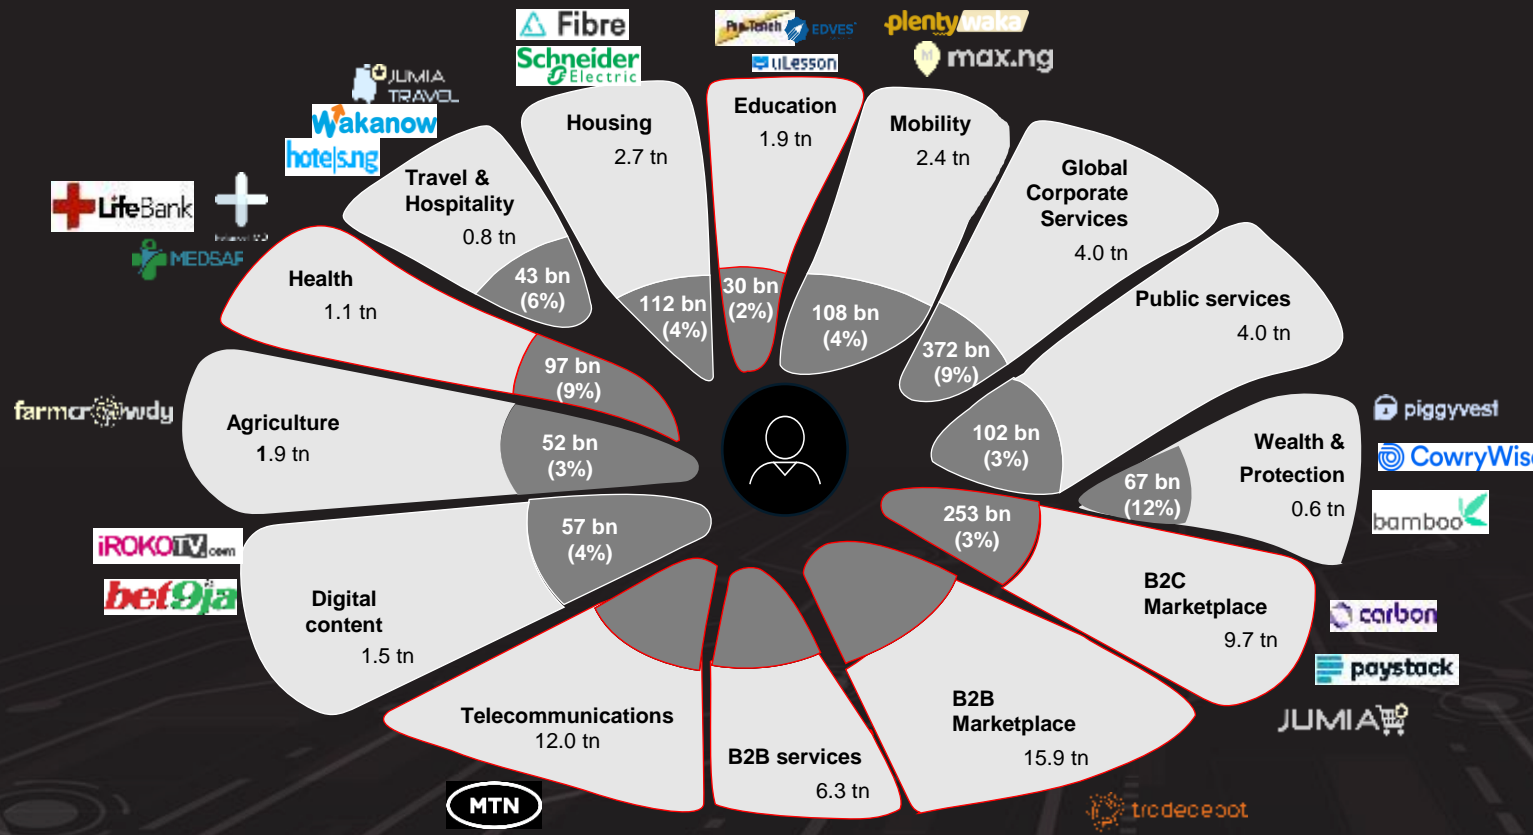 Fibre
Schneider
Electric
EDVES
uLesson
plentywaka
max.ng
JUMIA
TRAVEL
Wakanow
hotels.ng
LifeBank
MEDSAF
Housing
2.7 tn
Education
1.9 tn
Mobility
2.4 tn
Global
Corporate
Services
4.0 tn
Travel &
Hospitality
0.8 tn
43 bn
(6%)
112 bn
(4%)
30 bn
(2%)
108 bn
(4%)
372 bn
(9%)
Public services
4.0 tn
102 bn
(3%)
Health
1.1 tn
97 bn
(9%)
farmcrowdy
Agriculture
1.9 tn
52 bn
(3%)
Wealth &
Protection
0.6 tn
67 bn
(12%)
piggyvest
CowryWise
bamboo
iROKOTV.com
bet9ja
Digital
content
1.5 tn
57 bn
(4%)
253 bn
(3%)
B2C
Marketplace
9.7 tn
carbon
paystack
JUMIA
Telecommunications
12.0 tn
B2B services
6.3 tn
B2B
Marketplace
15.9 tn
MTN
tradedepot